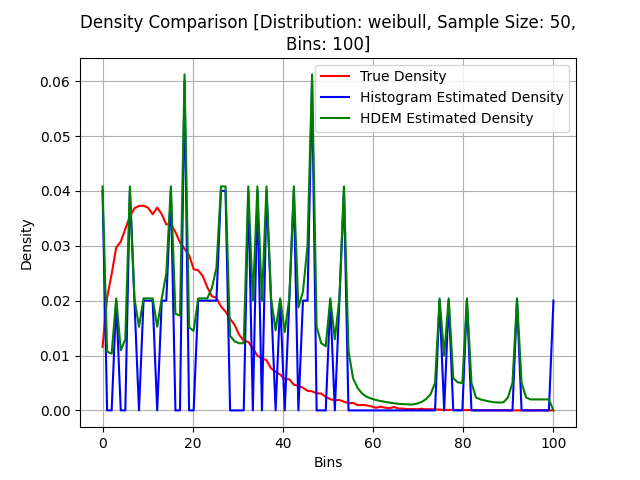 Density Comparison [Distribution: weibull, Sample Size: 50,
Bins: 100]
True Density
Histogram Estimated Density
HDEM Estimated Density
Density
0.06
0.05
0.04
0.03
0.02
0.01
0.00
0 20 40 60 80 100
Bins